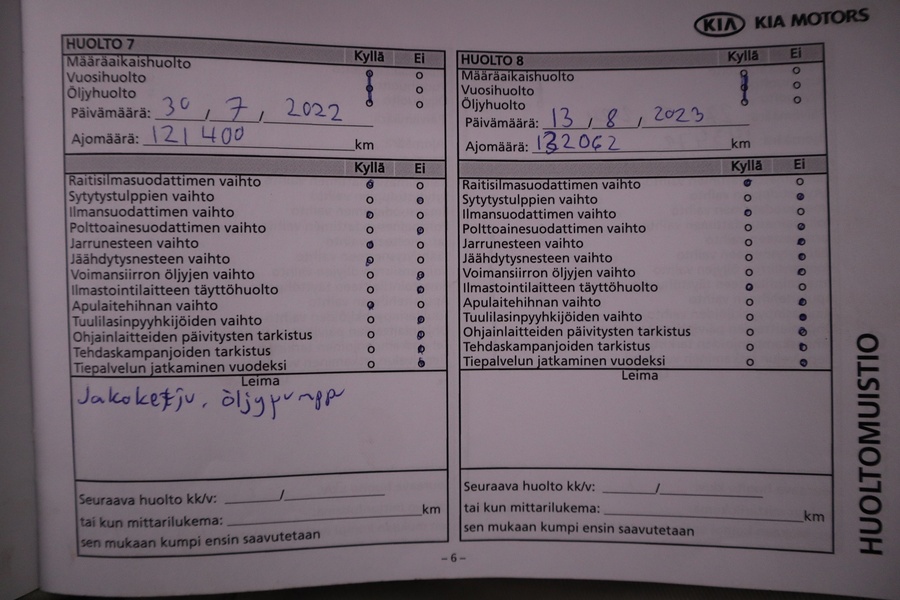 KIA KIA MOTORS
HUOLTO 7 Kyllä Ei
Määräaikaishuolto
Vuosihuolto
Öljyhuolto
Päivämäärä: 30 / 7 / 2022
Ajomäärä: 121 400 km
Kyllä Ei
Raitisilmasuodattimen vaihto
Sytytystulppien vaihto
Ilmansuodattimen vaihto
Polttoainesuodattimen vaihto
Jarrunesteen vaihto
Jäähdytysnesteen vaihto
Voimansiirron öljyjen vaihto
Ilmastointilaitteen täyttöhuolto
Apulaitehihnan vaihto
Tuulilasinpyyhkijöiden vaihto
Ohjainlaitteiden päivitysten tarkistus
Tehdaskampanjoiden tarkistus
Tiepalvelun jatkaminen vuodeksi
Leima
Jakoketju, öljypumppu
Seuraava huolto kk/v: /
tai kun mittarilukema: km
sen mukaan kumpi ensin saavutetaan
HUOLTO 8 Kyllä Ei
Määräaikaishuolto
Vuosihuolto
Öljyhuolto
Päivämäärä: 13 / 8 / 2023
Ajomäärä: 132062 km
Kyllä Ei
Raitisilmasuodattimen vaihto
Sytytystulppien vaihto
Ilmansuodattimen vaihto
Polttoainesuodattimen vaihto
Jarrunesteen vaihto
Jäähdytysnesteen vaihto
Voimansiirron öljyjen vaihto
Ilmastointilaitteen täyttöhuolto
Apulaitehihnan vaihto
Tuulilasinpyyhkijöiden vaihto
Ohjainlaitteiden päivitysten tarkistus
Tehdaskampanjoiden tarkistus
Tiepalvelun jatkaminen vuodeksi
Leima
Seuraava huolto kk/v: /
tai kun mittarilukema: km
sen mukaan kumpi ensin saavutetaan
– 6 –
HUOLTOMUISTIO